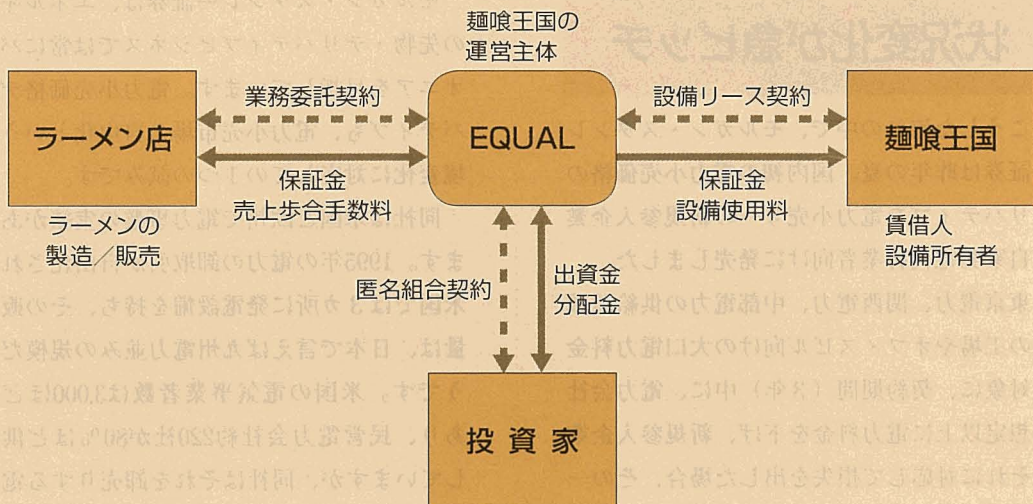 麺喰王国の
運営主体
ラーメン店
業務委託契約
EQUAL
設備リース契約
麺喰王国
保証金
売上歩合手数料
保証金
設備使用料
ラーメンの
製造/販売
賃借人
設備所有者
匿名組合契約
出資金
分配金
投資家